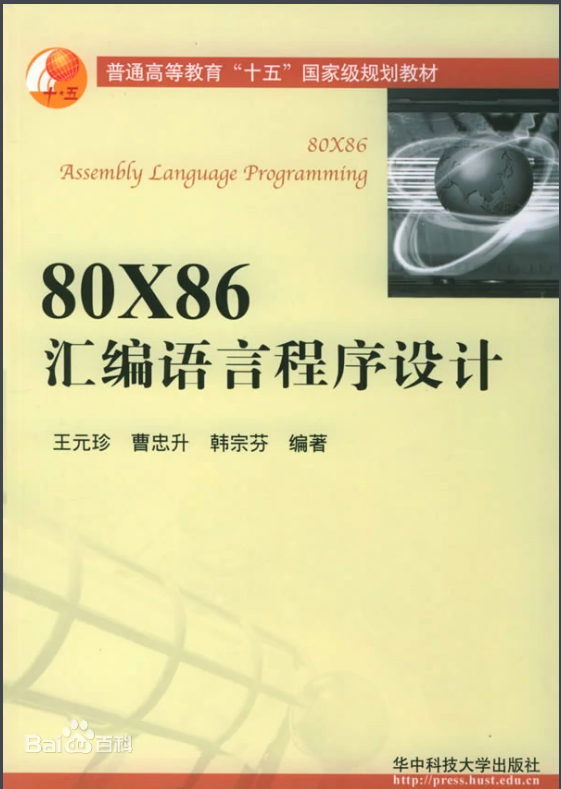 普通高等教育“十五”国家级规划教材
十·五
80X86
Assembly Language Programming
80X86
汇编语言程序设计
王元珍 曹忠升 韩宗芬 编著
Bai百科
华中科技大学出版社
http://press.hust.edu.cn